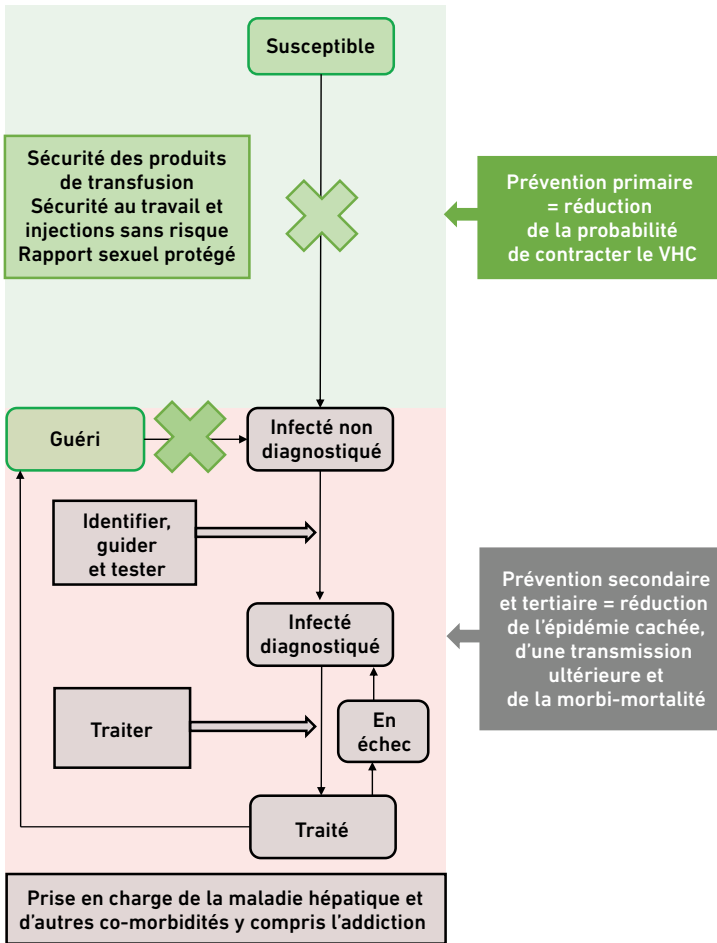 Susceptible
Sécurité des produits
de transfusion
Sécurité au travail et
injections sans risque
Rapport sexuel protégé
Prévention primaire
= réduction
de la probabilité
de contracter le VHC
Guéri
Infecté non
diagnostiqué
Identifier,
guider
et tester
Infecté
diagnostiqué
Prévention secondaire
et tertiaire = réduction
de l’épidémie cachée,
d’une transmission
ultérieure et
de la morbi-mortalité
Traiter
En
échec
Traité
Prise en charge de la maladie hépatique et
d’autres co-morbidités y compris l’addiction